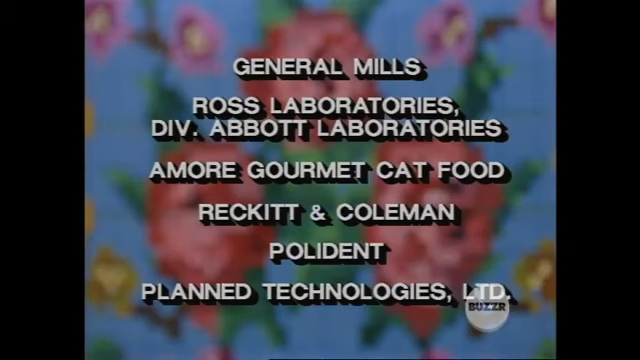 GENERAL MILLS
ROSS LABORATORIES,
DIV. ABBOTT LABORATORIES
AMORE GOURMET CAT FOOD
RECKITT & COLEMAN
POLIDENT
PLANNED TECHNOLOGIES, LTD.
BUZZR